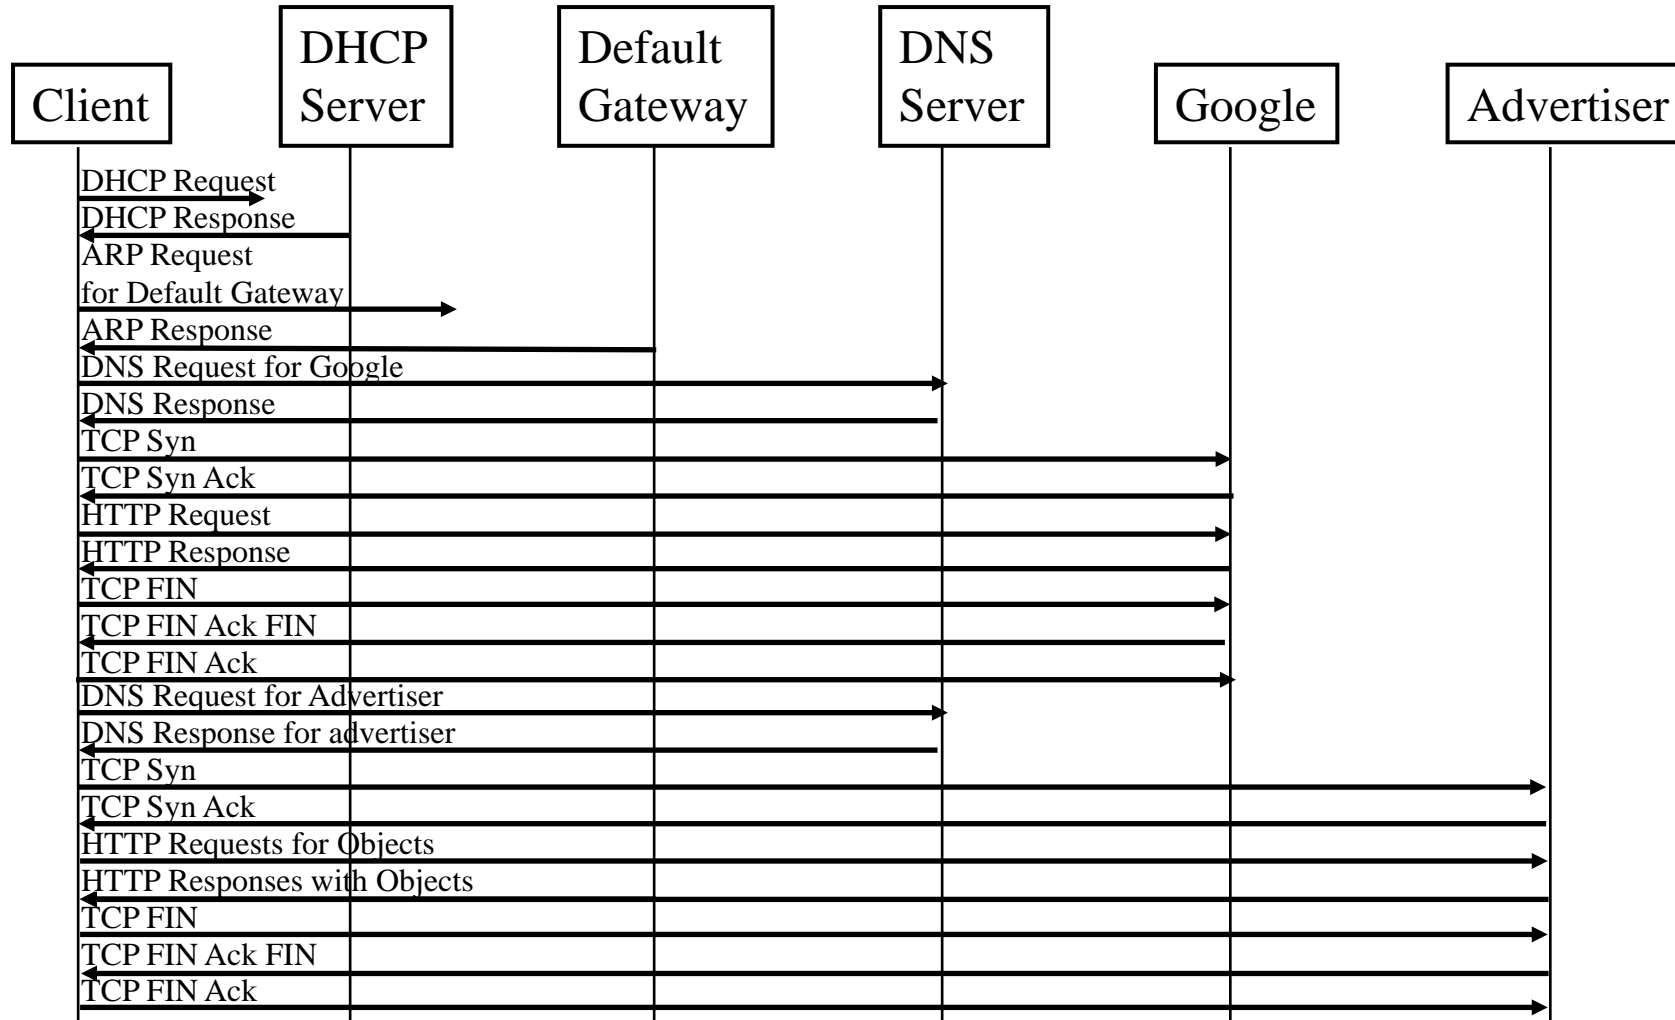 Client
DHCP
Server
Default
Gateway
DNS
Server
Google
Advertiser
DHCP Request
DHCP Response
ARP Request
for Default Gateway
ARP Response
DNS Request for Google
DNS Response
TCP Syn
TCP Syn Ack
HTTP Request
HTTP Response
TCP FIN
TCP FIN Ack FIN
TCP FIN Ack
DNS Request for Advertiser
DNS Response for advertiser
TCP Syn
TCP Syn Ack
HTTP Requests for Objects
HTTP Responses with Objects
TCP FIN
TCP FIN Ack FIN
TCP FIN Ack